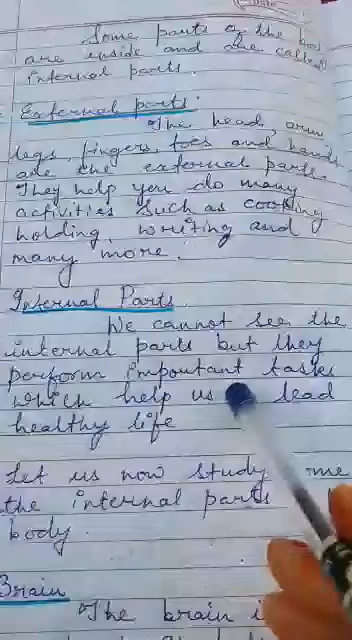 Some parts of the bo
are inside and are called
internal parts.
External parts:
The head, arm
legs, fingers, toes and hands
are the external parts.
They help you do many
activities such as cooking
holding, writing and
many more.
Internal Parts
We cannot see the
internal parts but they
perform important tastes
which help us lead
healthy life
Let us now study
the internal parts
body.
Brain
The brain i